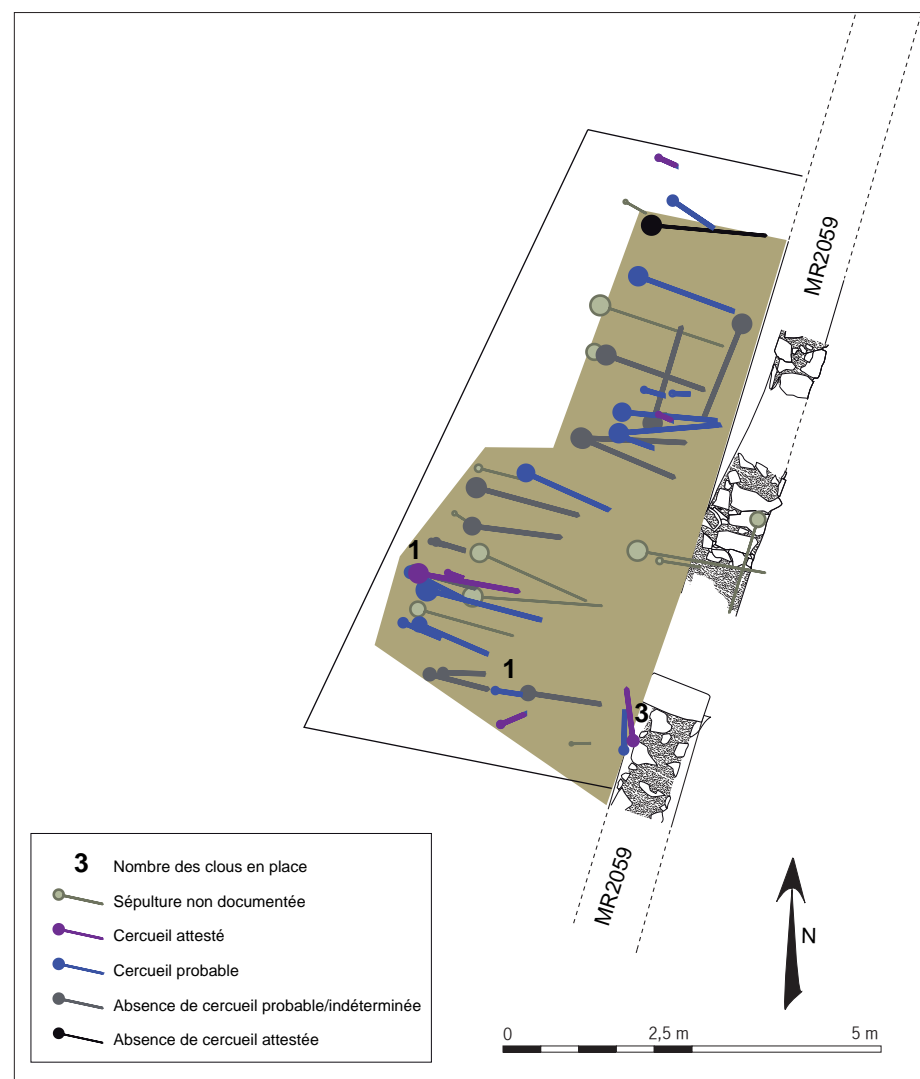 MR2059
1
1
3
3 Nombre des clous en place
Sépulture non documentée
Cercueil attesté
Cercueil probable
Absence de cercueil probable/indéterminée
Absence de cercueil attestée
MR2059
N
0 2,5 m 5 m